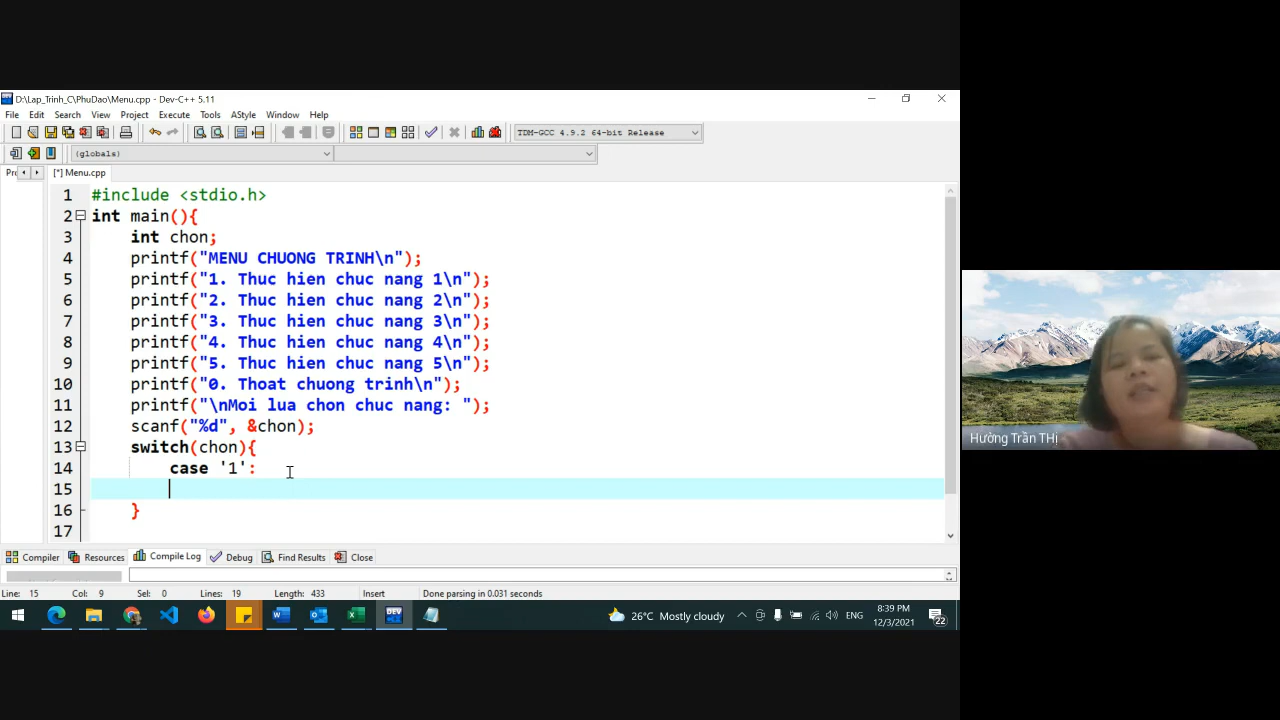 D:\Lap_Trinh_C\PhuDao\Menu.cpp - Dev-C++ 5.11
File Edit Search View Project Execute Tools AStyle Window Help
TDM-GCC 4.9.2 64-bit Release
(globals)
[*] Menu.cpp
1 #include <stdio.h>
2 int main(){
3 int chon;
4 printf("MENU CHUONG TRINH\n");
5 printf("1. Thuc hien chuc nang 1\n");
6 printf("2. Thuc hien chuc nang 2\n");
7 printf("3. Thuc hien chuc nang 3\n");
8 printf("4. Thuc hien chuc nang 4\n");
9 printf("5. Thuc hien chuc nang 5\n");
10 printf("0. Thoat chuong trinh\n");
11 printf("\nMoi lua chon chuc nang: ");
12 scanf("%d", &chon);
13 switch(chon){
14 case '1':
15
16 }
17
Hường Trần THị
Compiler Resources Compile Log Debug Find Results Close
Line: 15 Col: 9 Sel: 0 Lines: 19 Length: 433 Insert Done parsing in 0.031 seconds
26°C Mostly cloudy ENG 8:39 PM
12/3/2021
22